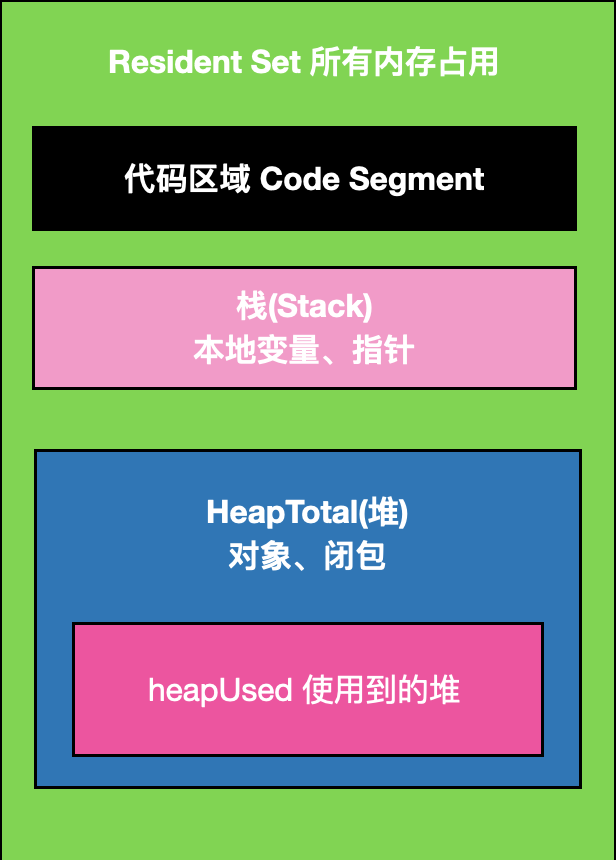 Resident Set 所有内存占用
代码区域 Code Segment
栈(Stack)
本地变量、指针
HeapTotal(堆)
对象、闭包
heapUsed 使用到的堆